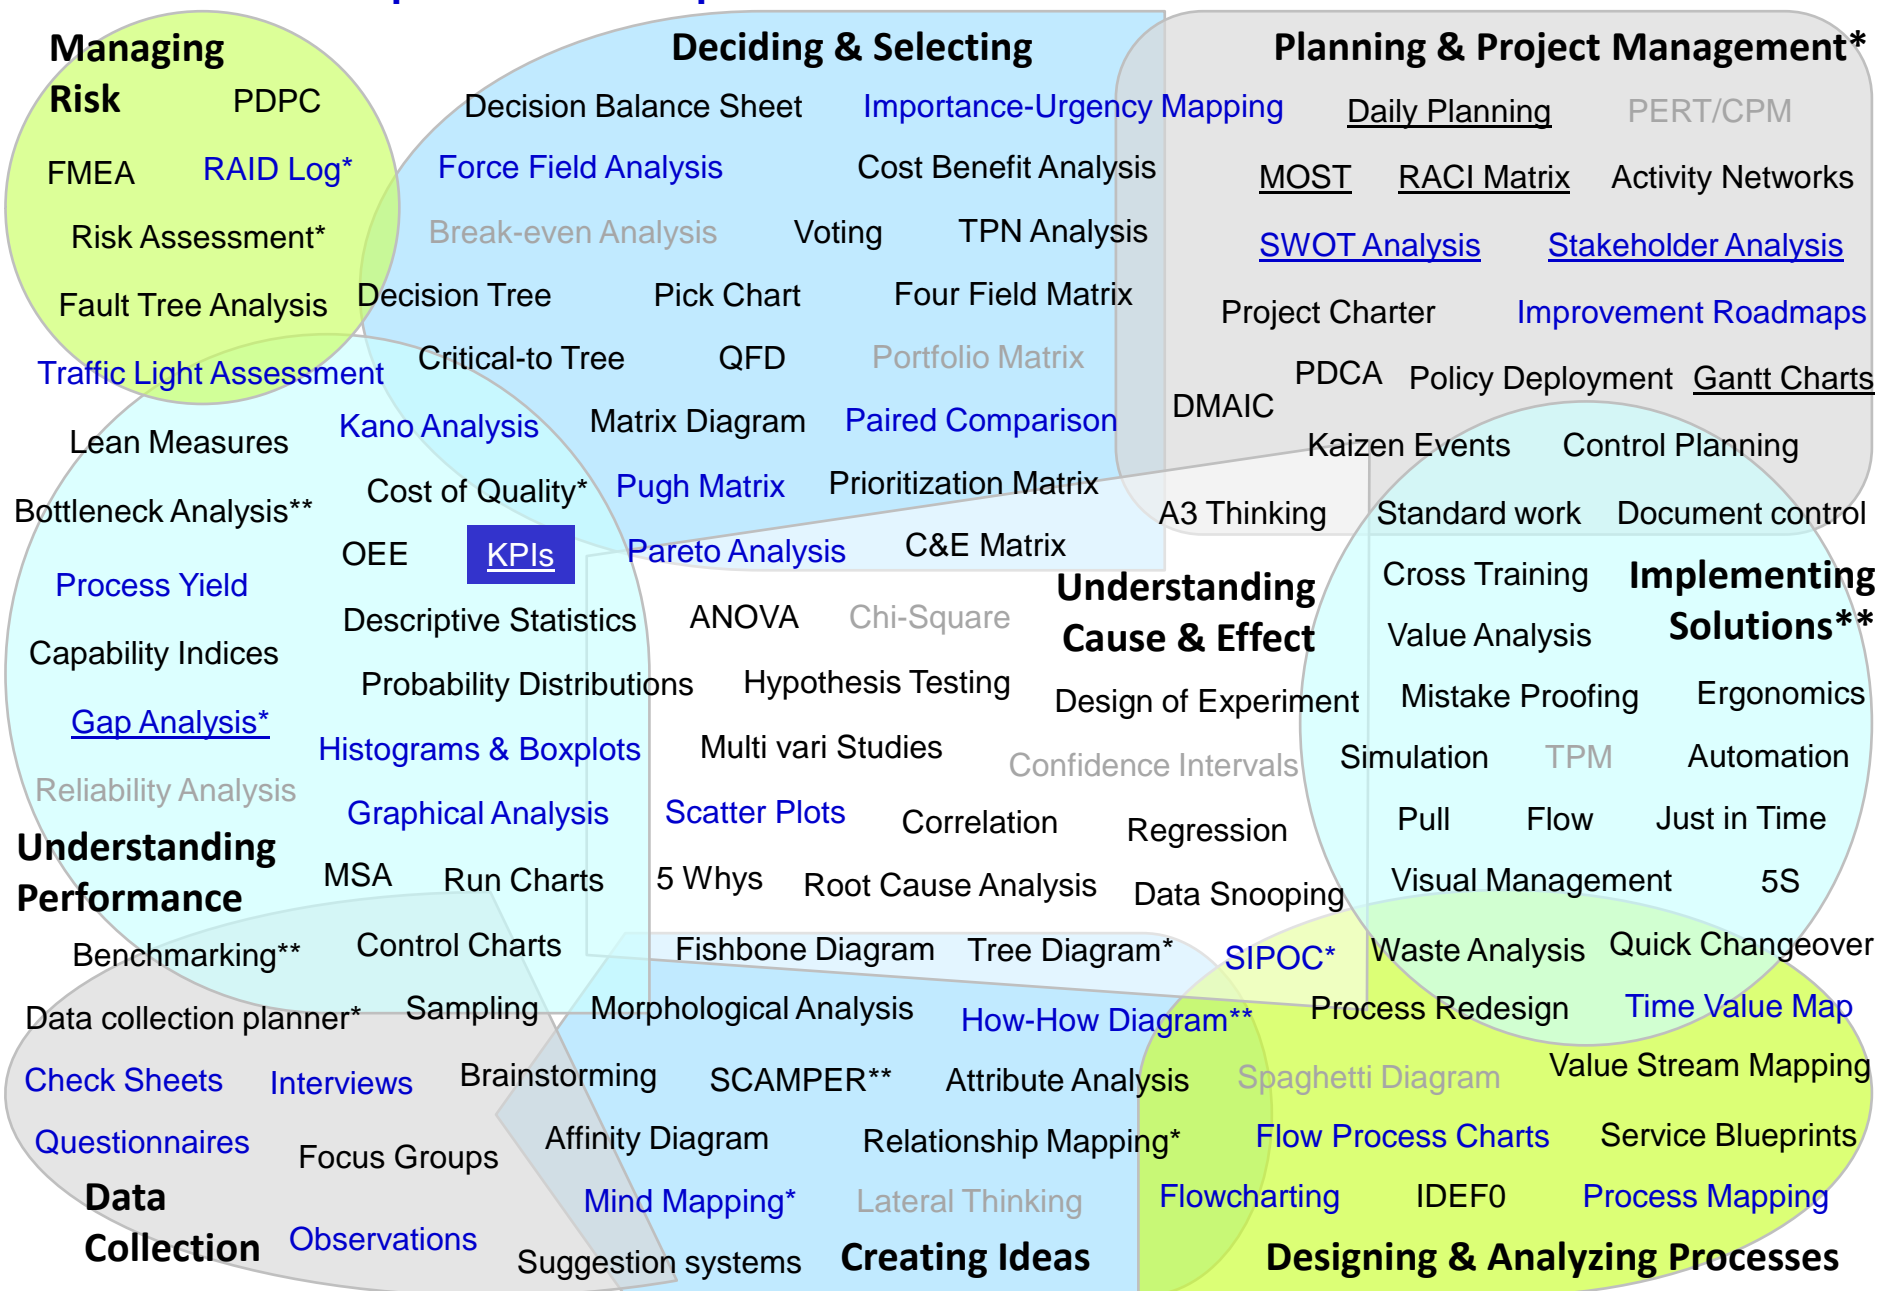 Managing
Risk
Deciding & Selecting
Planning & Project Management*
PDPC
Decision Balance Sheet
Importance-Urgency Mapping
Daily Planning
PERT/CPM
FMEA
RAID Log*
Force Field Analysis
Cost Benefit Analysis
MOST
RACI Matrix
Activity Networks
Risk Assessment*
Break-even Analysis
Voting
TPN Analysis
SWOT Analysis
Stakeholder Analysis
Fault Tree Analysis
Decision Tree
Pick Chart
Four Field Matrix
Project Charter
Improvement Roadmaps
Traffic Light Assessment
Critical-to Tree
QFD
Portfolio Matrix
PDCA
Policy Deployment
Gantt Charts
DMAIC
Lean Measures
Kano Analysis
Matrix Diagram
Paired Comparison
Kaizen Events
Control Planning
Bottleneck Analysis**
Cost of Quality*
Pugh Matrix
Prioritization Matrix
A3 Thinking
Standard work
Document control
OEE
KPIs
Pareto Analysis
C&E Matrix
Understanding
Cause & Effect
Cross Training
Implementing
Solutions**
Process Yield
Descriptive Statistics
ANOVA
Chi-Square
Value Analysis
Capability Indices
Probability Distributions
Hypothesis Testing
Design of Experiment
Mistake Proofing
Ergonomics
Gap Analysis*
Histograms & Boxplots
Multi vari Studies
Confidence Intervals
Simulation
TPM
Automation
Reliability Analysis
Graphical Analysis
Scatter Plots
Correlation
Regression
Pull
Flow
Just in Time
Understanding
Performance
MSA
Run Charts
5 Whys
Root Cause Analysis
Data Snooping
Visual Management
5S
Benchmarking**
Control Charts
Fishbone Diagram
Tree Diagram*
SIPOC*
Waste Analysis
Quick Changeover
Data collection planner*
Sampling
Morphological Analysis
How-How Diagram**
Process Redesign
Time Value Map
Check Sheets
Interviews
Brainstorming
SCAMPER**
Attribute Analysis
Spaghetti Diagram
Value Stream Mapping
Questionnaires
Focus Groups
Affinity Diagram
Relationship Mapping*
Flow Process Charts
Service Blueprints
Data
Collection
Observations
Mind Mapping*
Lateral Thinking
Flowcharting
IDEF0
Process Mapping
Suggestion systems
Creating Ideas
Designing & Analyzing Processes